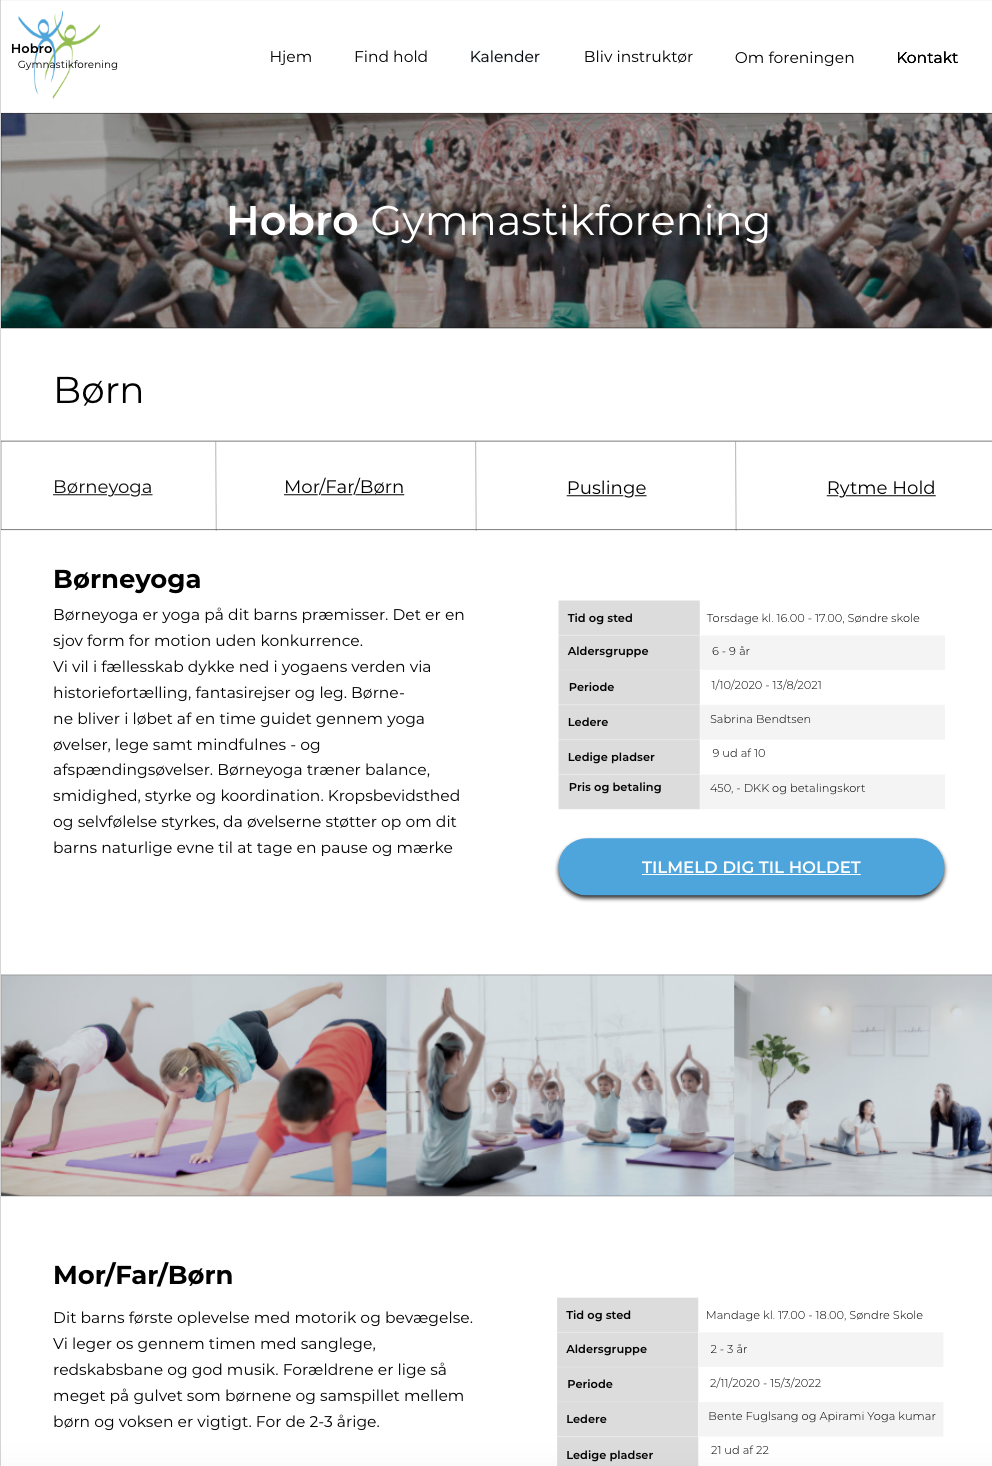 Hobro
Gymnastikforening
Hjem
Find hold
Kalender
Bliv instruktør
Om foreningen
Kontakt
Hobro Gymnastikforening
Børn
Børneyoga
Mor/Far/Børn
Puslinge
Rytme Hold
Børneyoga
Børneyoga er yoga på dit barns præmisser. Det er en
sjov form for motion uden konkurrence.
Vi vil i fællesskab dykke ned i yogaens verden via
historiefortælling, fantasirejser og leg. Børne-
ne bliver i løbet af en time guidet gennem yoga
øvelser, lege samt mindfulnes - og
afspændingsøvelser. Børneyoga træner balance,
smidighed, styrke og koordination. Kropsbevidsthed
og selvfølelse styrkes, da øvelserne støtter op om dit
barns naturlige evne til at tage en pause og mærke
Tid og sted
Torsdage kl. 16.00 - 17.00, Søndre skole
Aldersgruppe
6 - 9 år
Periode
1/10/2020 - 13/8/2021
Ledere
Sabrina Bendtsen
Ledige pladser
9 ud af 10
Pris og betaling
450, - DKK og betalingskort
TILMELD DIG TIL HOLDET
Mor/Far/Børn
Dit barns første oplevelse med motorik og bevægelse.
Vi leger os gennem timen med sanglege,
redskabsbane og god musik. Forældrene er lige så
meget på gulvet som børnene og samspillet mellem
børn og voksen er vigtigt. For de 2-3 årige.
Tid og sted
Mandage kl. 17.00 - 18.00, Søndre Skole
Aldersgruppe
2 - 3 år
Periode
2/11/2020 - 15/3/2022
Ledere
Bente Fuglsang og Apirami Yoga kumar
Ledige pladser
21 ud af 22